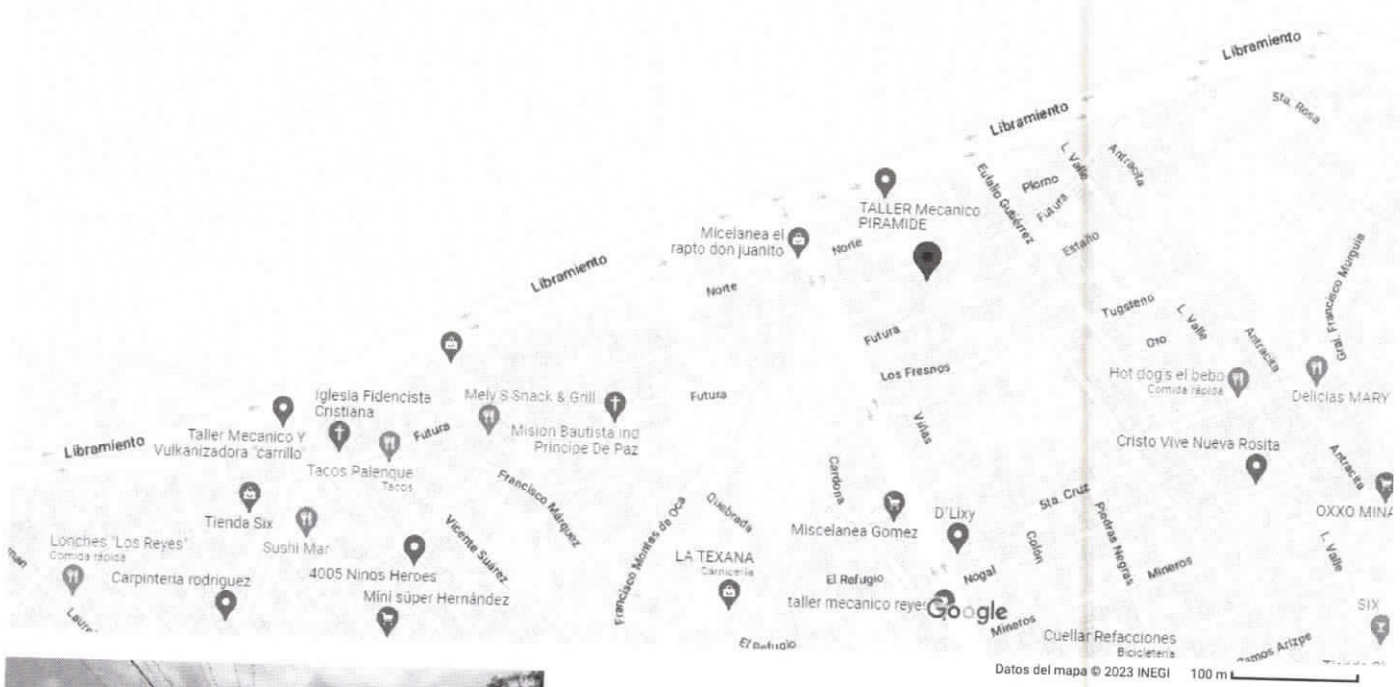 Libramiento
Sta. Rosa
Libramiento
L. Valle
Antracita
Plomo
Futura
Eulalio Gutiérrez
Estaño
TALLER Mecanico
PIRAMIDE
Micelanea el
rapto don juanito
Norte
Norte
Libramiento
Gral. Francisco Murguía
Tugsteno
L. Valle
Oro
Antracita
Futura
Los Fresnos
Hot dog's el bebo
Comida rápida
Delicias MARY
Iglesia Fidencista
Cristiana
Mely'S Snack & Grill
Futura
Viñas
Taller Mecanico Y
Vulkanizadora "carrillo"
Futura
Mision Bautista Ind
Principe De Paz
Libramiento
Tacos Palenque
Tacos
Cristo Vive Nueva Rosita
Antracita
Francisco Márquez
Cardona
Sta. Cruz
Tienda Six
Quebrada
Miscelanea Gomez
D'Lixy
Piedras Negras
OXXO MINA
Lonches "Los Reyes"
Comida rápida
Sushi Mar
Vicente Suárez
Francisco Montes de Oca
LA TEXANA
Carnicería
Colón
L. Valle
Carpinteria rodriguez
4005 Ninos Heroes
El Refugio
Nogal
Mineros
Mini súper Hernández
taller mecanico reyes
Google
Mineros
SIX
Cuellar Refacciones
Bicicletería
El Refugio
Ramos Arizpe
Datos del mapa © 2023 INEGI
100 m